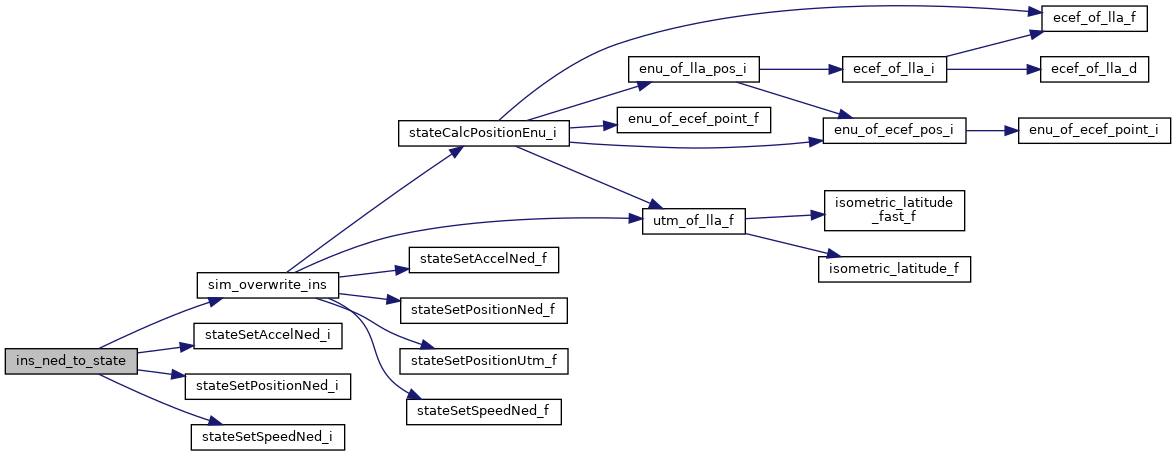 ins_ned_to_state
sim_overwrite_ins
stateSetAccelNed_i
stateSetPositionNed_i
stateSetSpeedNed_i
stateCalcPositionEnu_i
stateSetAccelNed_f
stateSetPositionNed_f
stateSetPositionUtm_f
stateSetSpeedNed_f
enu_of_lla_pos_i
enu_of_ecef_point_f
utm_of_lla_f
ecef_of_lla_i
enu_of_ecef_pos_i
isometric_latitude
_fast_f
isometric_latitude_f
ecef_of_lla_f
ecef_of_lla_d
enu_of_ecef_point_i